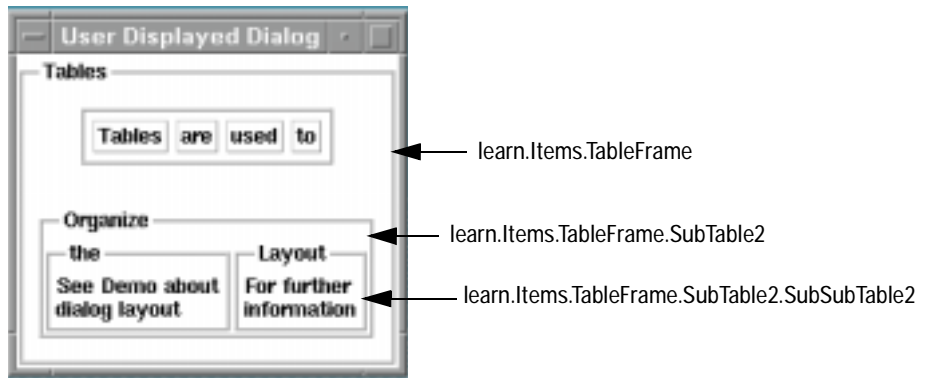 User Displayed Dialog
Tables
Tables are used to
learn.Items.TableFrame
Organize
learn.Items.TableFrame.SubTable2
the
Layout
See Demo about
dialog layout
For further
information
learn.Items.TableFrame.SubTable2.SubSubTable2